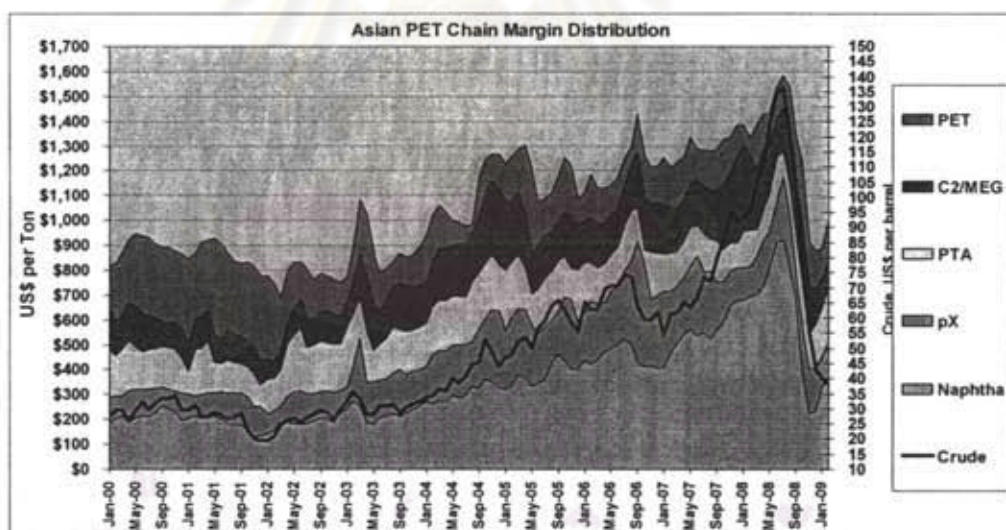 Asian PET Chain Margin Distribution
US$ per Ton
$1,700
$1,600
$1,500
$1,400
$1,300
$1,200
$1,100
$1,000
$900
$800
$700
$600
$500
$400
$300
$200
$100
$0
Jan-00
May-00
Sep-00
Jan-01
May-01
Sep-01
Jan-02
May-02
Sep-02
Jan-03
May-03
Sep-03
Jan-04
May-04
Sep-04
Jan-05
May-05
Sep-05
Jan-06
May-06
Sep-06
Jan-07
May-07
Sep-07
Jan-08
May-08
Sep-08
Jan-09
150
145
140
135
130
125
120
115
110
105
100
95
90
85
80
75
70
65
60
55
50
45
40
35
30
25
20
15
10
Crude, US$ per barrel
PET
C2/MEG
PTA
pX
Naphtha
Crude